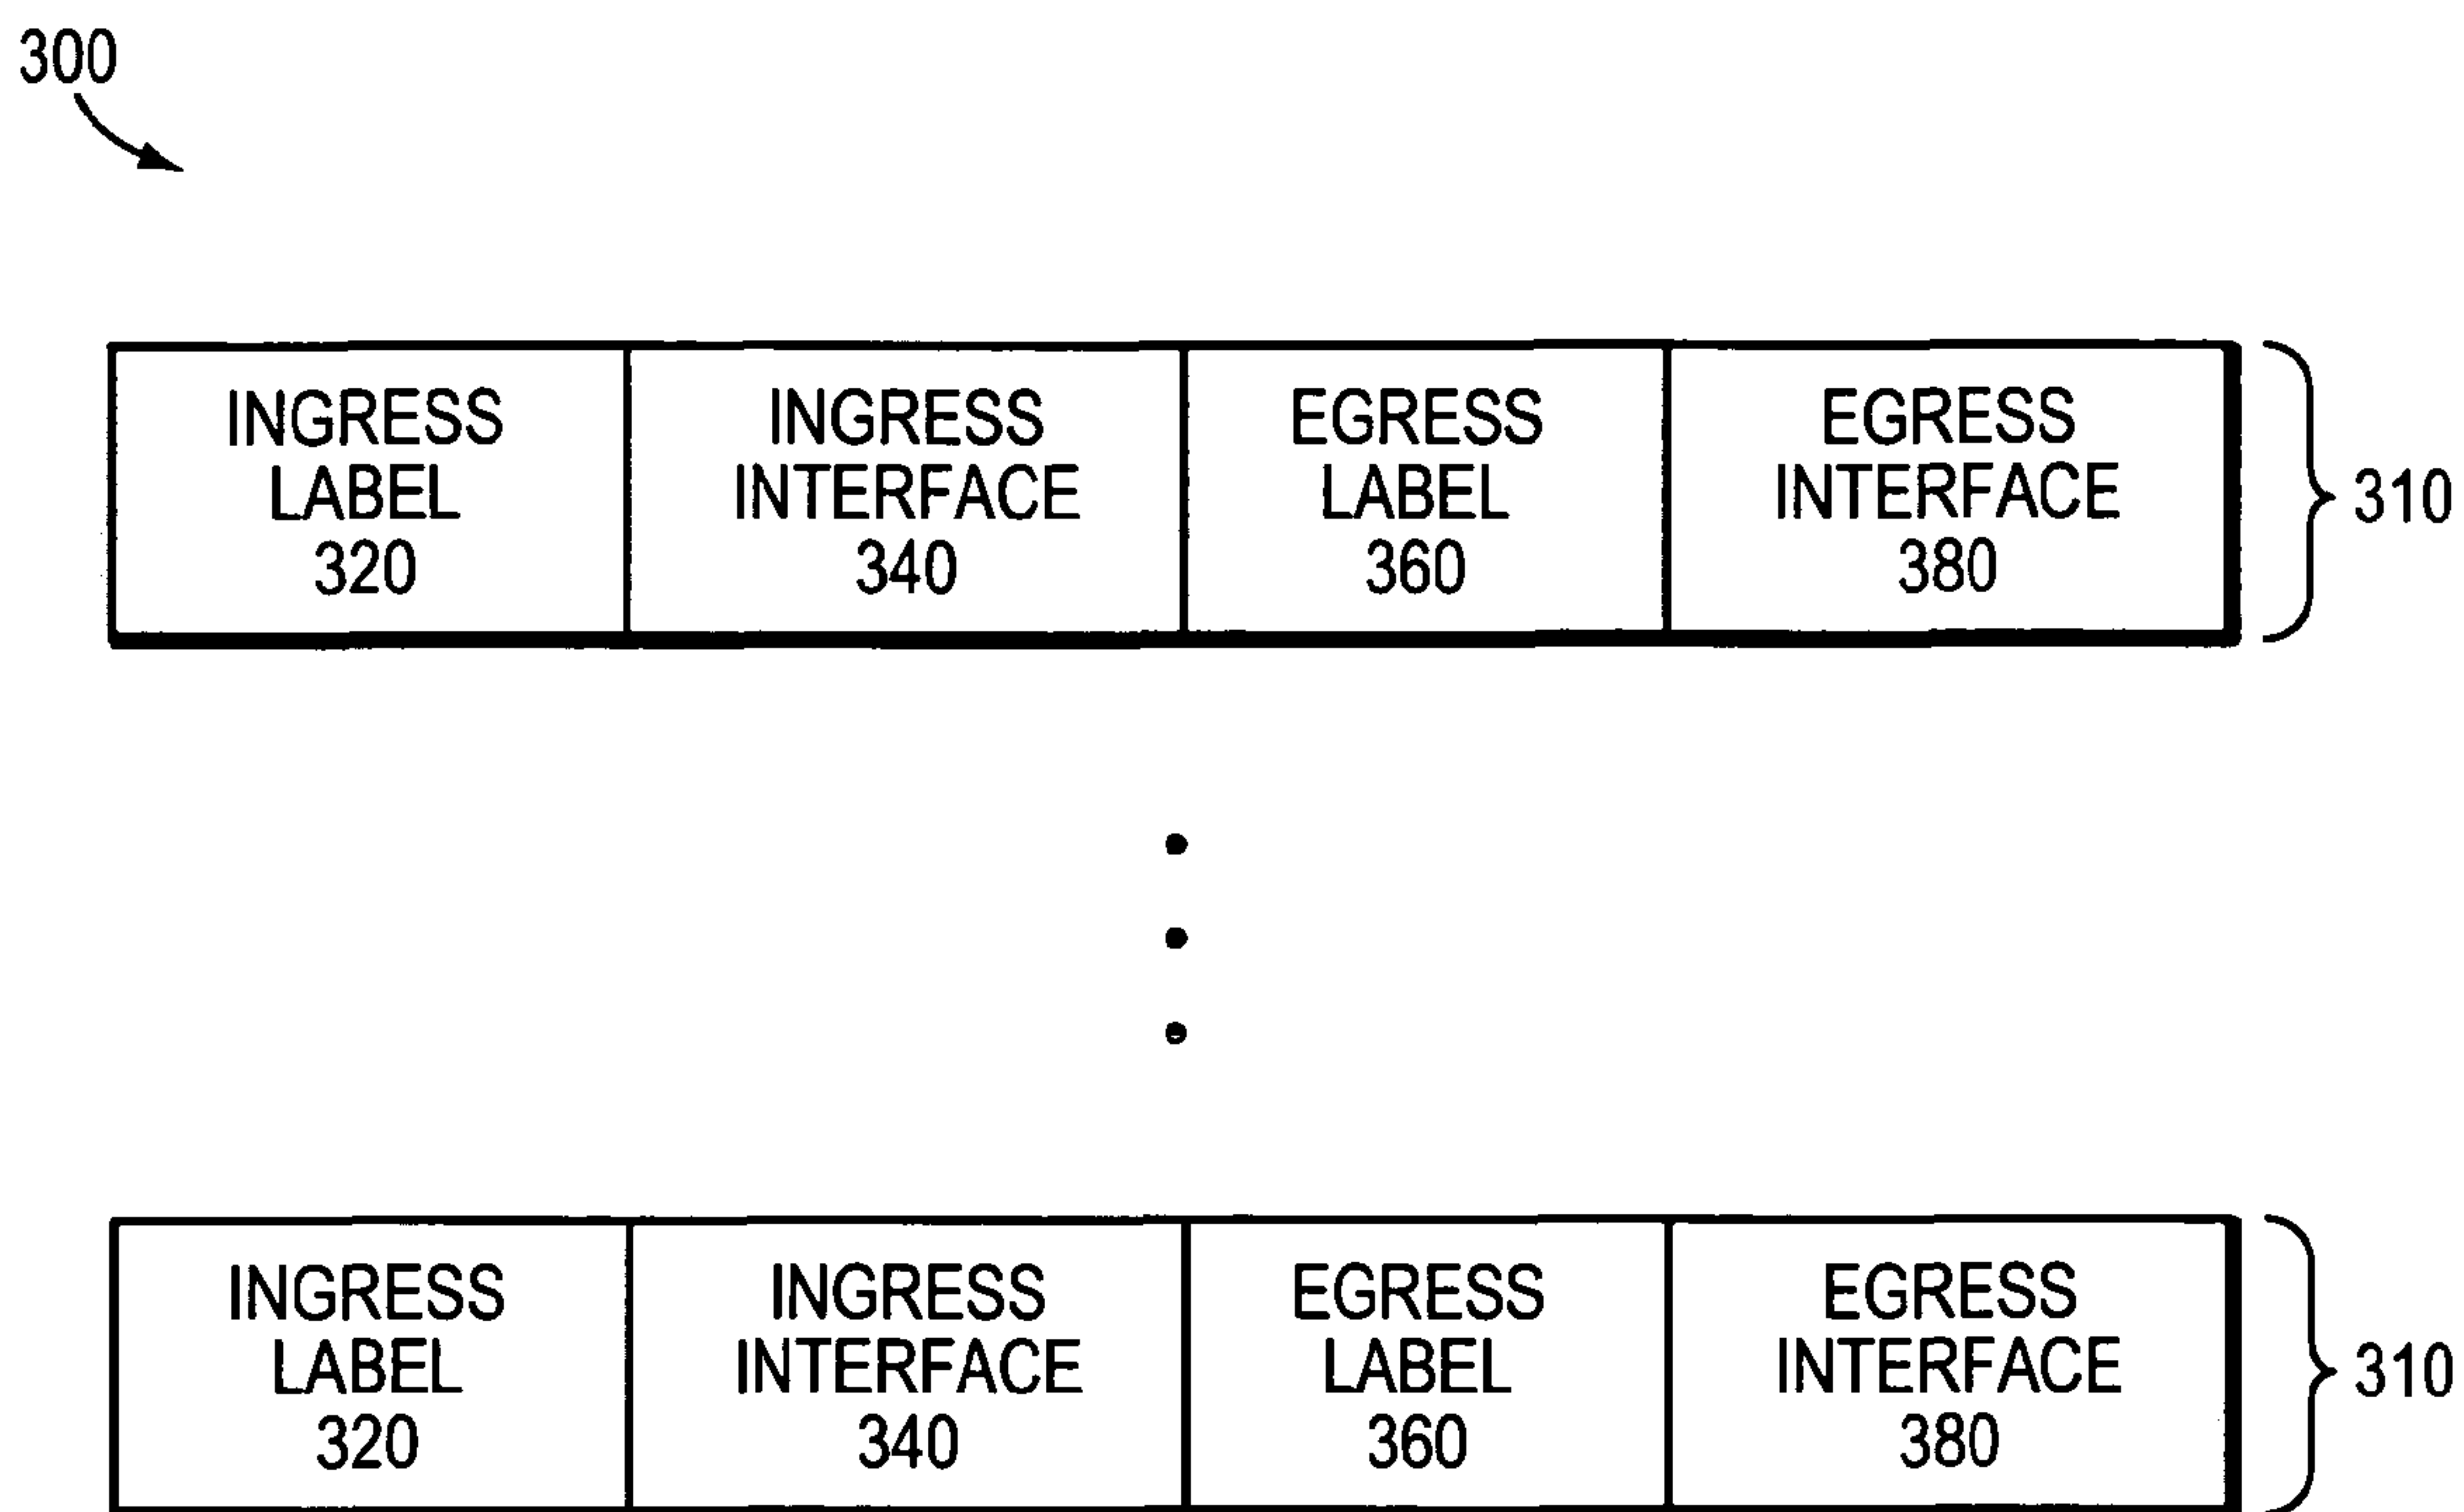 300
INGRESS LABEL 320
INGRESS INTERFACE 340
EGRESS LABEL 360
EGRESS INTERFACE 380
310
INGRESS LABEL 320
INGRESS INTERFACE 340
EGRESS LABEL 360
EGRESS INTERFACE 380
310